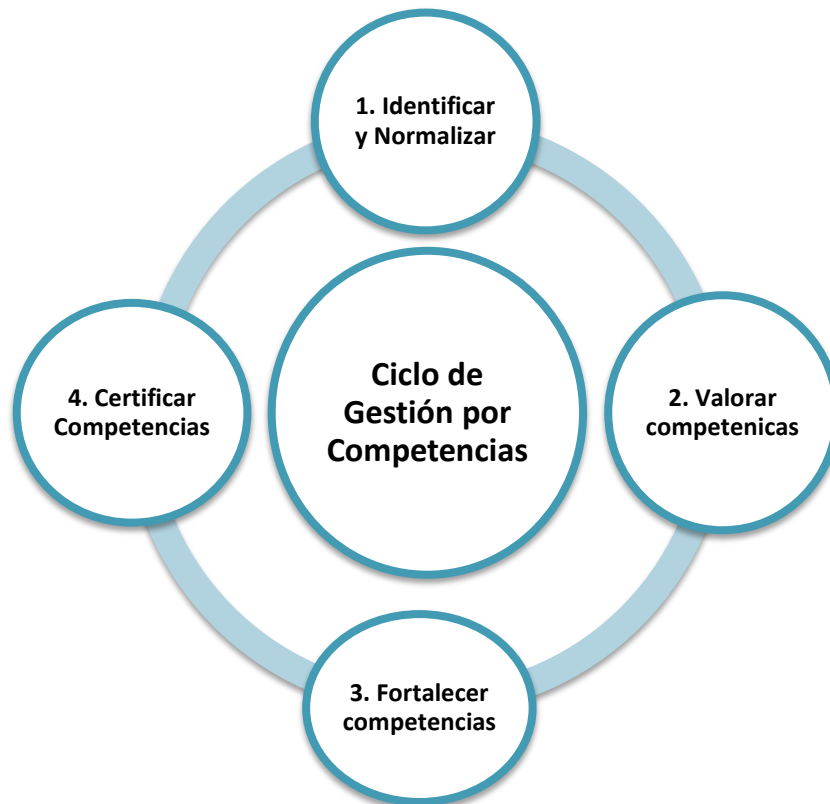 1. Identificar
y Normalizar
Ciclo de
Gestión por
Competencias
4. Certificar
Competencias
2. Valorar
competenicas
3. Fortalecer
competencias